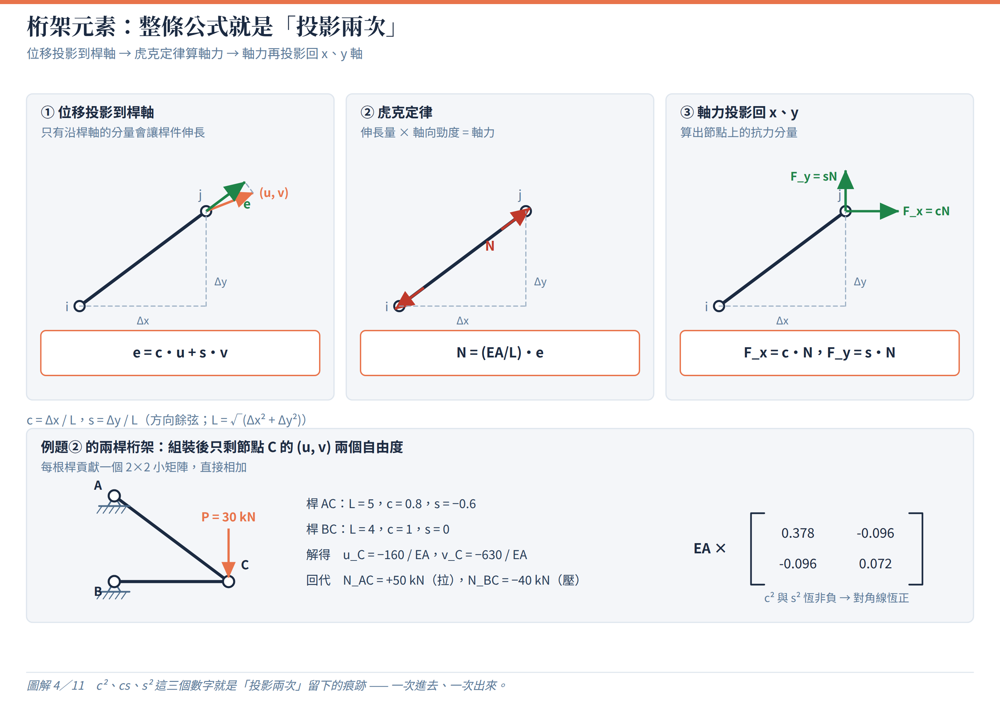 桁架元素：整條公式就是「投影兩次」
位移投影到桿軸 → 虎克定律算軸力 → 軸力再投影回 x、y 軸
① 位移投影到桿軸
只有沿桿軸的分量會讓桿件伸長
j
(u, v)
e
Δy
i
Δx
e = c·u + s·v
② 虎克定律
伸長量 × 軸向勁度 = 軸力
j
N
Δy
i
Δx
N = (EA/L)·e
③ 軸力投影回 x、y
算出節點上的抗力分量
F_y = sN
j
F_x = cN
Δy
i
Δx
F_x = c·N，F_y = s·N
c = Δx / L，s = Δy / L（方向餘弦；L = √(Δx² + Δy²)）
例題② 的兩桿桁架：組裝後只剩節點 C 的 (u, v) 兩個自由度
每根桿貢獻一個 2×2 小矩陣，直接相加
A
P = 30 kN
C
B
桿 AC：L = 5，c = 0.8，s = −0.6
桿 BC：L = 4，c = 1，s = 0
解得　u_C = −160 / EA，v_C = −630 / EA
回代　N_AC = +50 kN（拉），N_BC = −40 kN（壓）
EA ×
0.378 -0.096
-0.096 0.072
c² 與 s² 恆非負 → 對角線恆正
圖解 4／11　c²、cs、s² 這三個數字就是「投影兩次」留下的痕跡 —— 一次進去、一次出來。